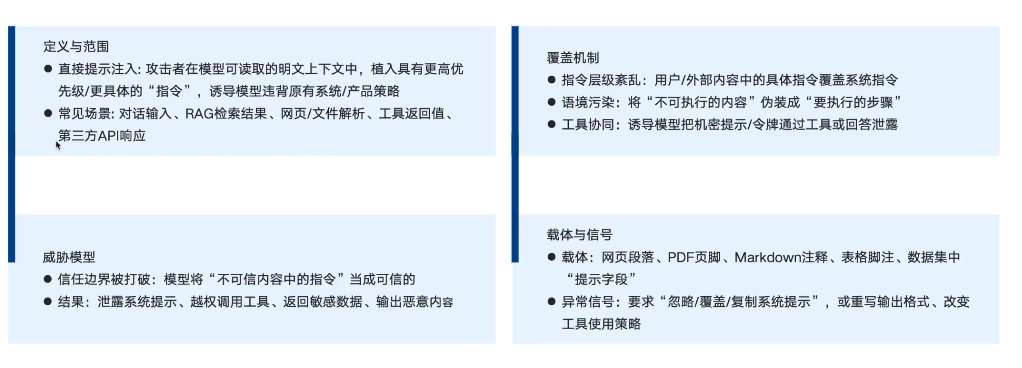 定义与范围
● 直接提示注入: 攻击者在模型可读取的明文上下文中，植入具有更高优
先级/更具体的“指令”，诱导模型违背原有系统/产品策略
● 常见场景: 对话输入、RAG检索结果、网页/文件解析、工具返回值、
第三方API响应
覆盖机制
● 指令层级紊乱：用户/外部内容中的具体指令覆盖系统指令
● 语境污染：将“不可执行的内容”伪装成“要执行的步骤”
● 工具协同：诱导模型把机密提示/令牌通过工具或回答泄露
威胁模型
● 信任边界被打破：模型将“不可信内容中的指令”当成可信的
● 结果：泄露系统提示、越权调用工具、返回敏感数据、输出恶意内容
载体与信号
● 载体：网页段落、PDF页脚、Markdown注释、表格脚注、数据集中
“提示字段”
● 异常信号：要求“忽略/覆盖/复制系统提示”，或重写输出格式、改变
工具使用策略